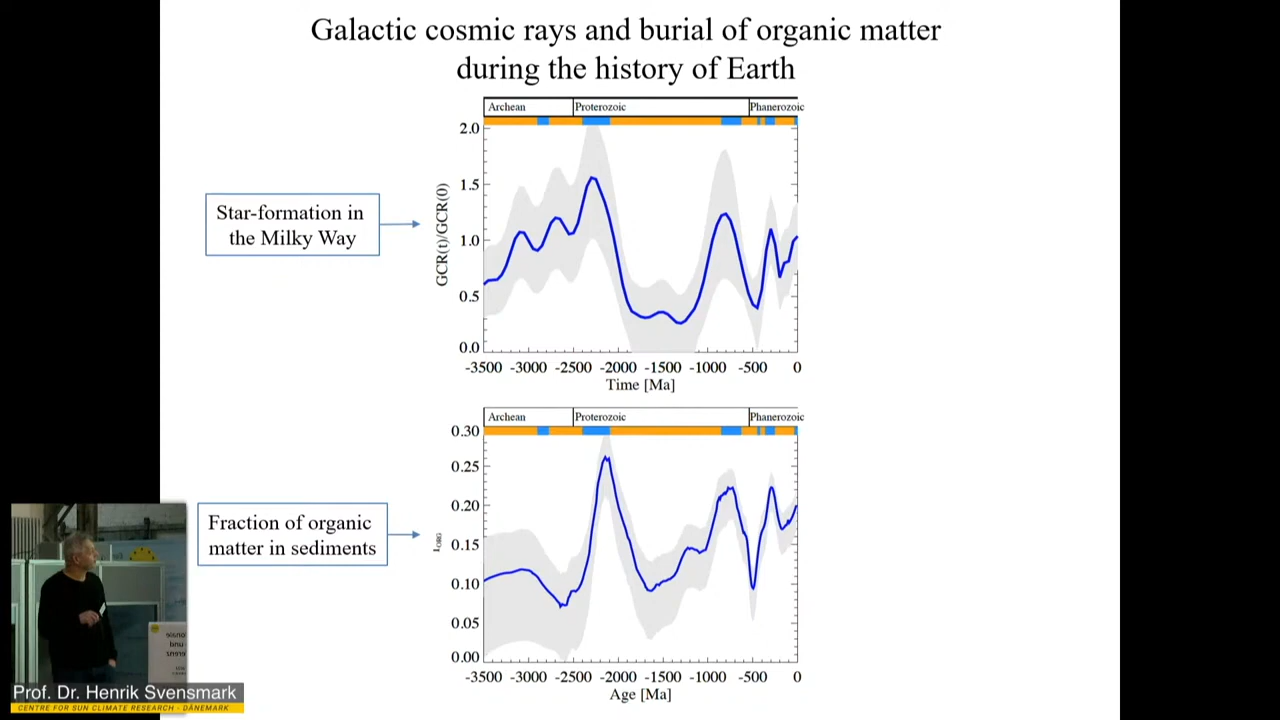 Galactic cosmic rays and burial of organic matter
during the history of Earth
Archean Proterozoic Phanerozoic
Star-formation in
the Milky Way
GCR(t)/GCR(0)
2.0
1.5
1.0
0.5
0.0
-3500 -3000 -2500 -2000 -1500 -1000 -500 0
Time [Ma]
Archean Proterozoic Phanerozoic
Fraction of organic
matter in sediments
0.30
0.25
0.20
0.15
0.10
0.05
0.00
-3500 -3000 -2500 -2000 -1500 -1000 -500 0
Age [Ma]
Prof. Dr. Henrik Svensmark
CENTRE FOR SUN CLIMATE RESEARCH - DÄNEMARK